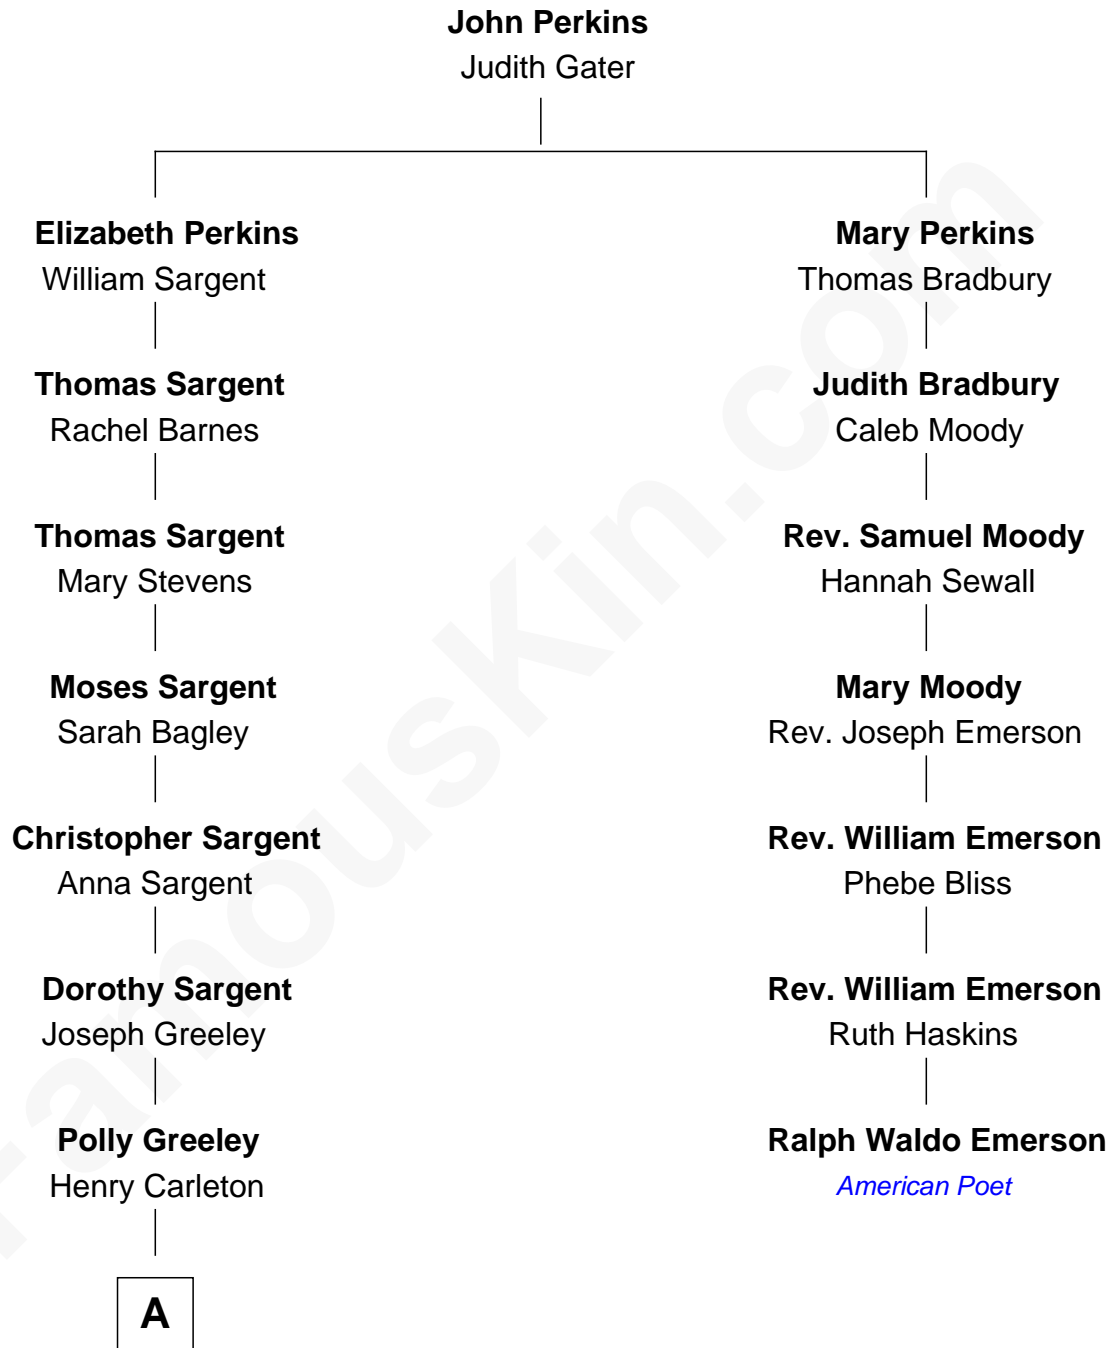 John Perkins
Judith Gater
Elizabeth Perkins
William Sargent
Mary Perkins
Thomas Bradbury
Thomas Sargent
Rachel Barnes
Judith Bradbury
Caleb Moody
Thomas Sargent
Mary Stevens
Rev. Samuel Moody
Hannah Sewall
Moses Sargent
Sarah Bagley
Mary Moody
Rev. Joseph Emerson
Christopher Sargent
Anna Sargent
Rev. William Emerson
Phebe Bliss
Dorothy Sargent
Joseph Greeley
Rev. William Emerson
Ruth Haskins
Polly Greeley
Henry Carleton
Ralph Waldo Emerson
American Poet
A
FamousKin.com